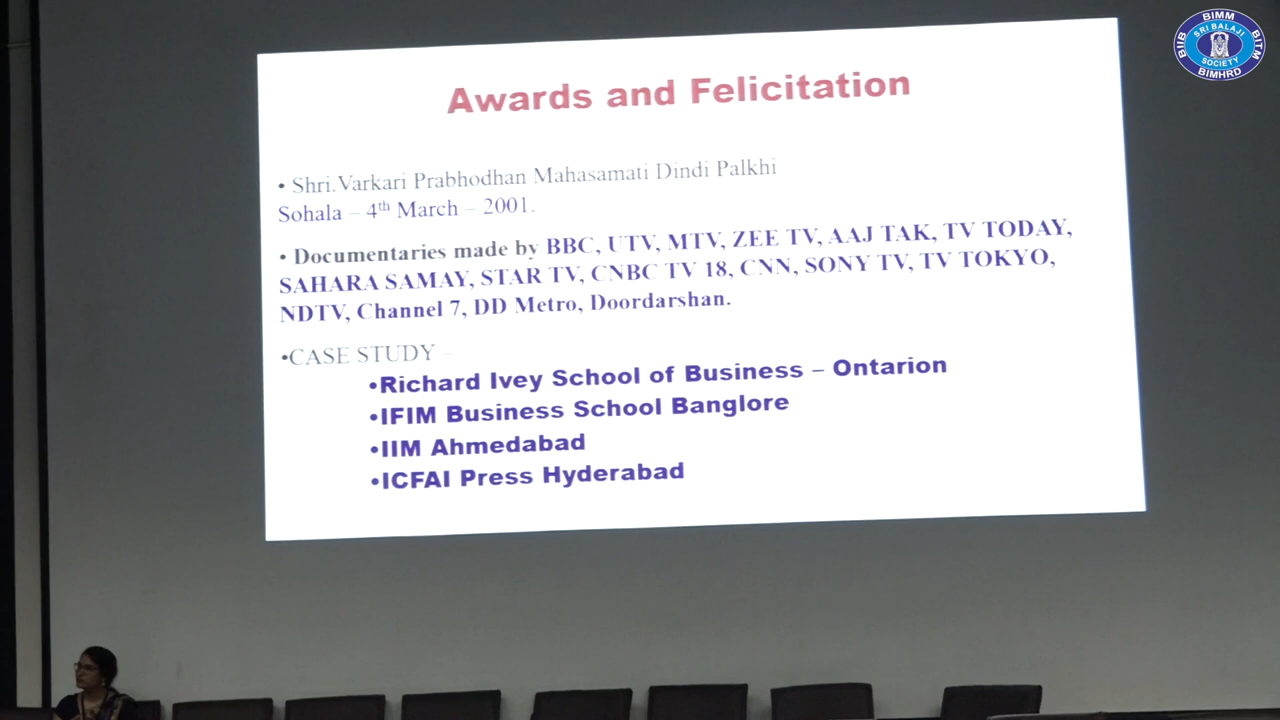 Awards and Felicitation
• Shri.Varkari Prabhodhan Mahasamati Dindi Palkhi
Sohala – 4th March – 2001.
• Documentaries made by BBC, UTV, MTV, ZEE TV, AAJ TAK, TV TODAY,
SAHARA SAMAY, STAR TV, CNBC TV 18, CNN, SONY TV, TV TOKYO,
NDTV, Channel 7, DD Metro, Doordarshan.
•CASE STUDY –
•Richard Ivey School of Business – Ontarion
•IFIM Business School Banglore
•IIM Ahmedabad
•ICFAI Press Hyderabad
BIMM
BIIB
SRI BALAJI
SOCIETY
BITM
BIMHRD